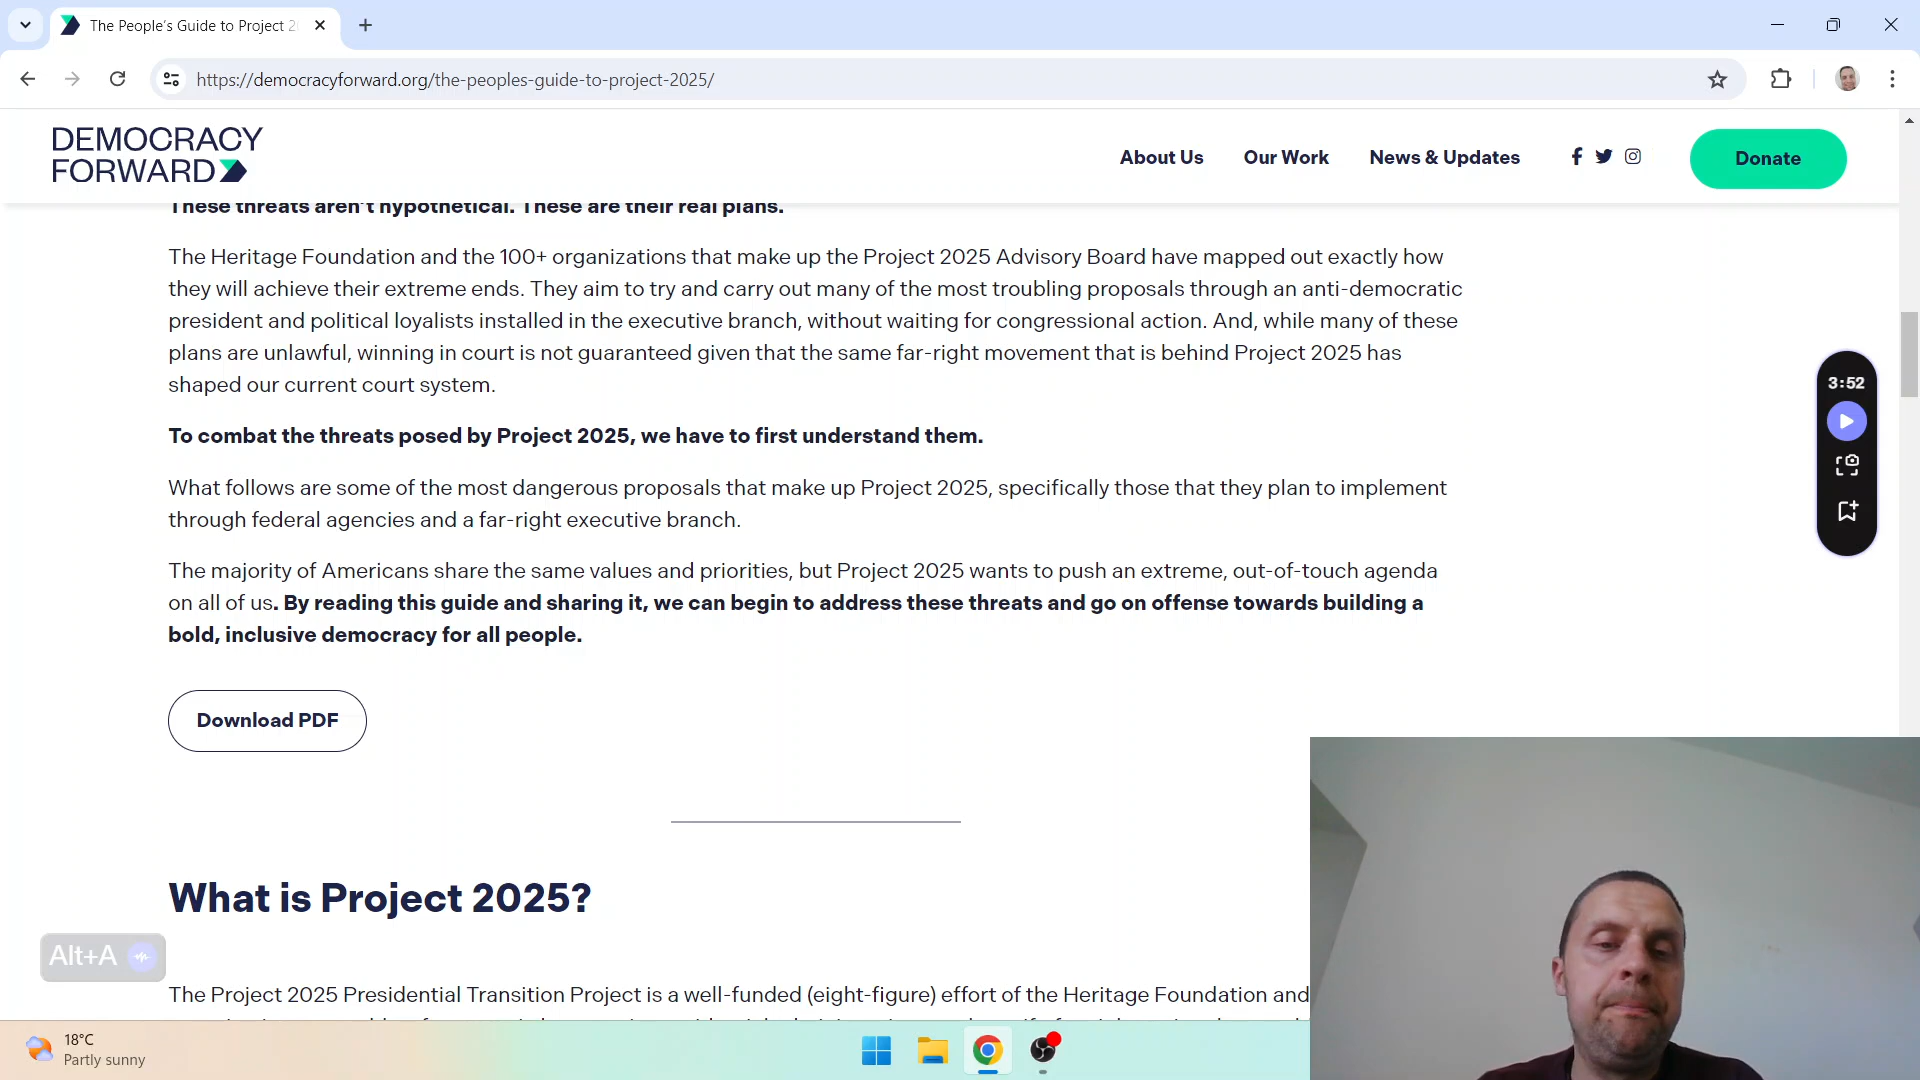 The People's Guide to Project 2
https://democracyforward.org/the-peoples-guide-to-project-2025/
DEMOCRACY
FORWARD
About Us
Our Work
News & Updates
Donate
These threats aren't hypothetical. These are their real plans.
The Heritage Foundation and the 100+ organizations that make up the Project 2025 Advisory Board have mapped out exactly how
they will achieve their extreme ends. They aim to try and carry out many of the most troubling proposals through an anti-democratic
president and political loyalists installed in the executive branch, without waiting for congressional action. And, while many of these
plans are unlawful, winning in court is not guaranteed given that the same far-right movement that is behind Project 2025 has
shaped our current court system.
3:52
To combat the threats posed by Project 2025, we have to first understand them.
What follows are some of the most dangerous proposals that make up Project 2025, specifically those that they plan to implement
through federal agencies and a far-right executive branch.
The majority of Americans share the same values and priorities, but Project 2025 wants to push an extreme, out-of-touch agenda
on all of us. By reading this guide and sharing it, we can begin to address these threats and go on offense towards building a
bold, inclusive democracy for all people.
Download PDF
What is Project 2025?
Alt+A
The Project 2025 Presidential Transition Project is a well-funded (eight-figure) effort of the Heritage Foundation and
18°C
Partly sunny